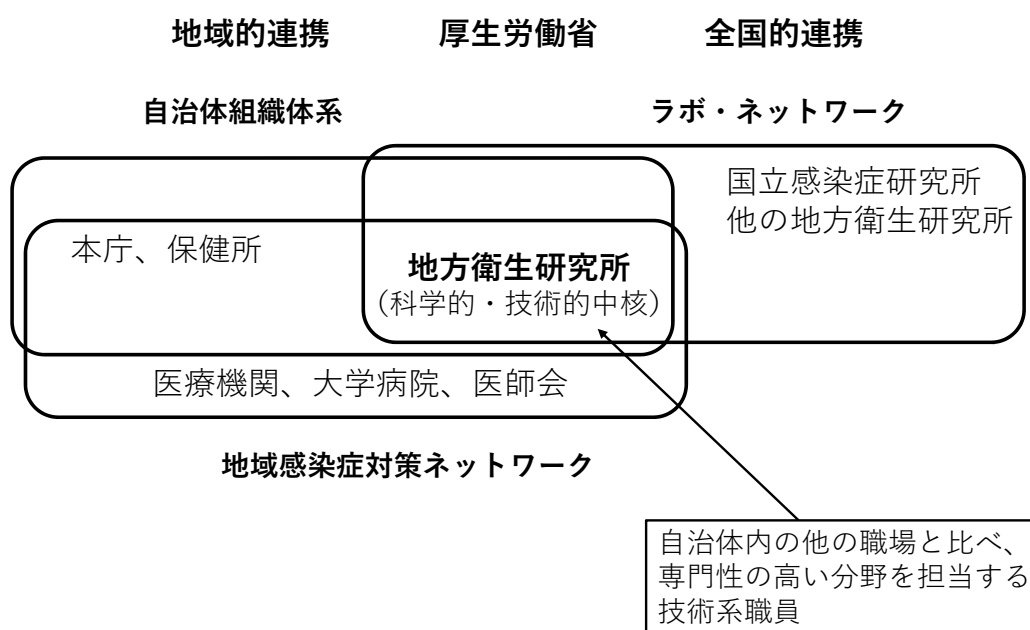 地域的連携 厚生労働省 全国的連携
自治体組織体系 ラボ・ネットワーク
国立感染症研究所
他の地方衛生研究所
本庁、保健所
地方衛生研究所
(科学的・技術的中核)
医療機関、大学病院、医師会
地域感染症対策ネットワーク
自治体内の他の職場と比べ、
専門性の高い分野を担当する
技術系職員